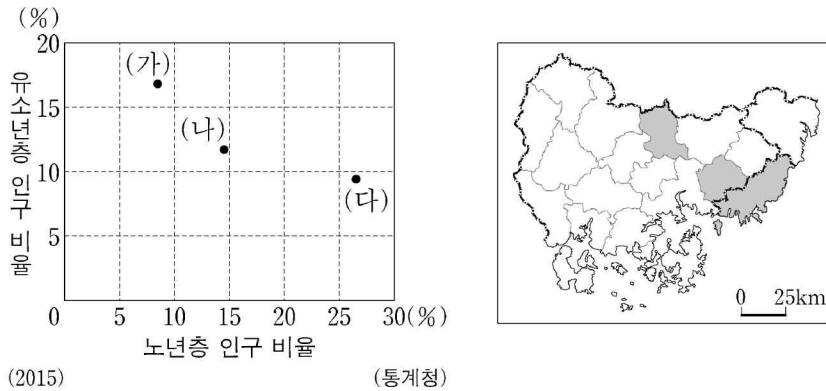 (%)
20
15
10
5
0
유소년층 인구 비율
(가)
(나)
(다)
5 10 15 20 25 30(%)
노년층 인구 비율
(2015) (통계청)
0 25km